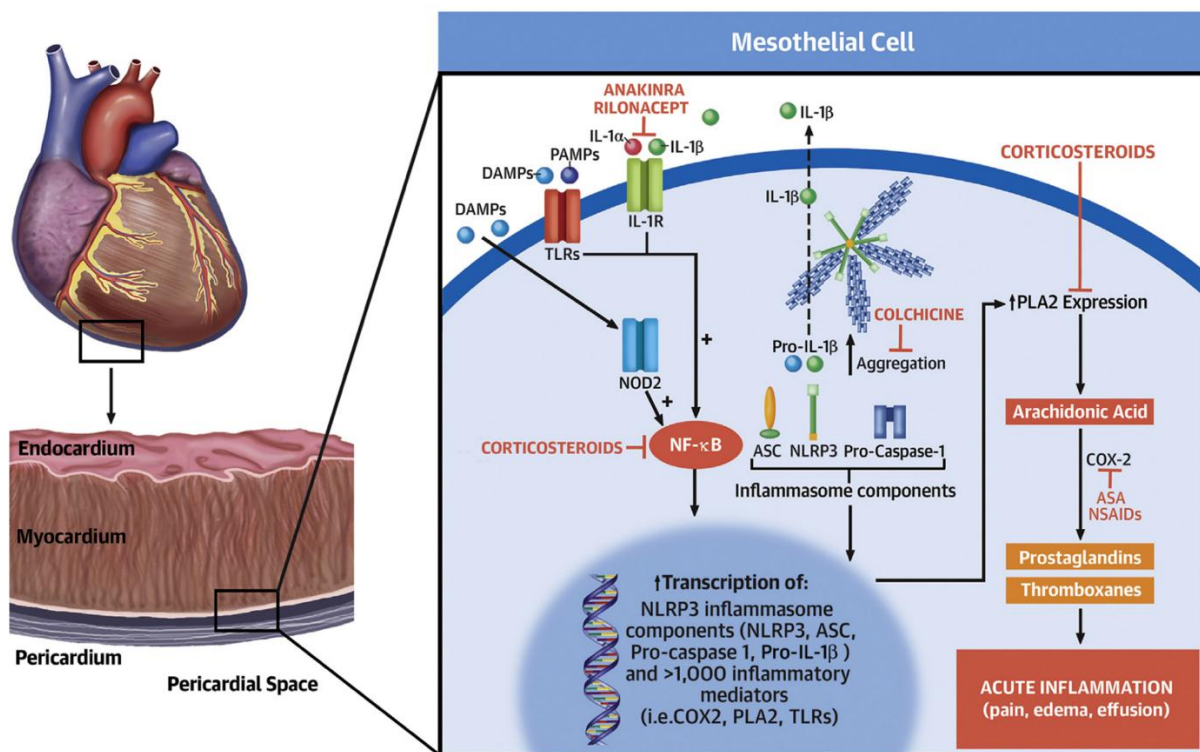 Mesothelial Cell
Endocardium
Myocardium
Pericardium
Pericardial Space
ANAKINRA
RILONACEPT
IL-1α
IL-1β
IL-1R
PAMPs
DAMPs
TLRs
DAMPs
NOD2
+
+
CORTICOSTEROIDS
NF-κB
IL-1β
IL-1β
Pro-IL-1β
COLCHICINE
Aggregation
ASC
NLRP3
Pro-Caspase-1
Inflammasome components
↑Transcription of:
NLRP3 inflammasome
components (NLRP3, ASC,
Pro-caspase 1, Pro-IL-1β )
and >1,000 inflammatory
mediators
(i.e.COX2, PLA2, TLRs)
CORTICOSTEROIDS
↑PLA2 Expression
Arachidonic Acid
COX-2
ASA
NSAIDs
Prostaglandins
Thromboxanes
ACUTE INFLAMMATION
(pain, edema, effusion)